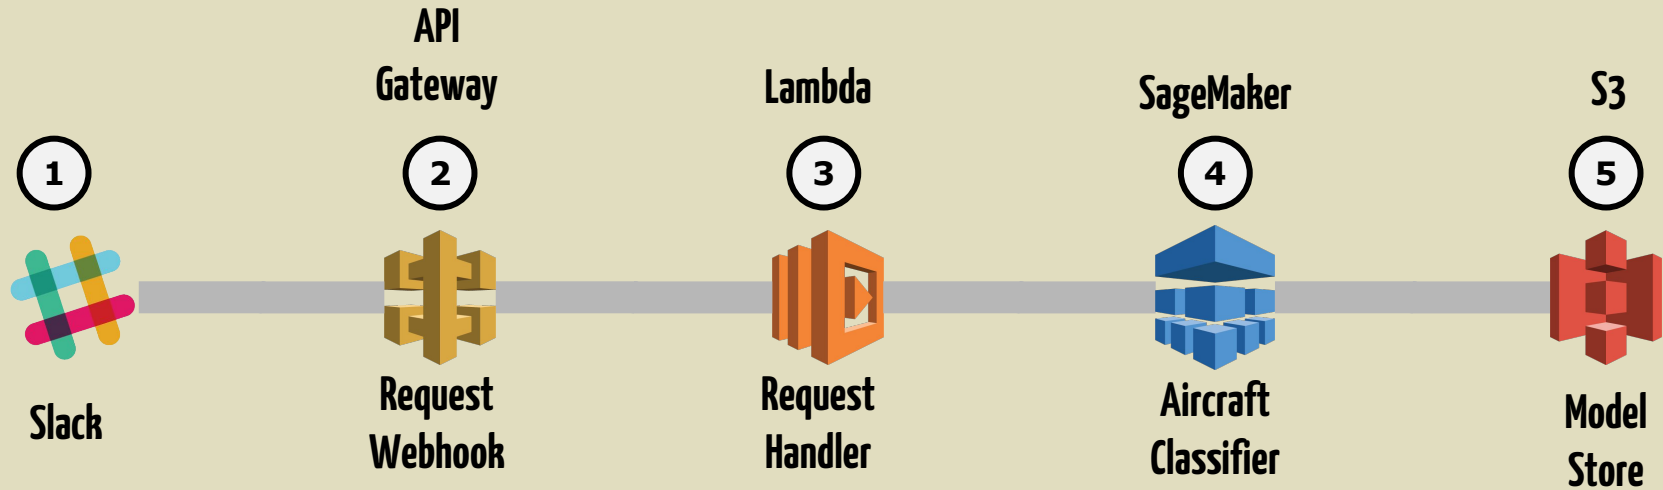 API
Gateway
Lambda
SageMaker
S3
1
2
3
4
5
Slack
Request
Webhook
Request
Handler
Aircraft
Classifier
Model
Store